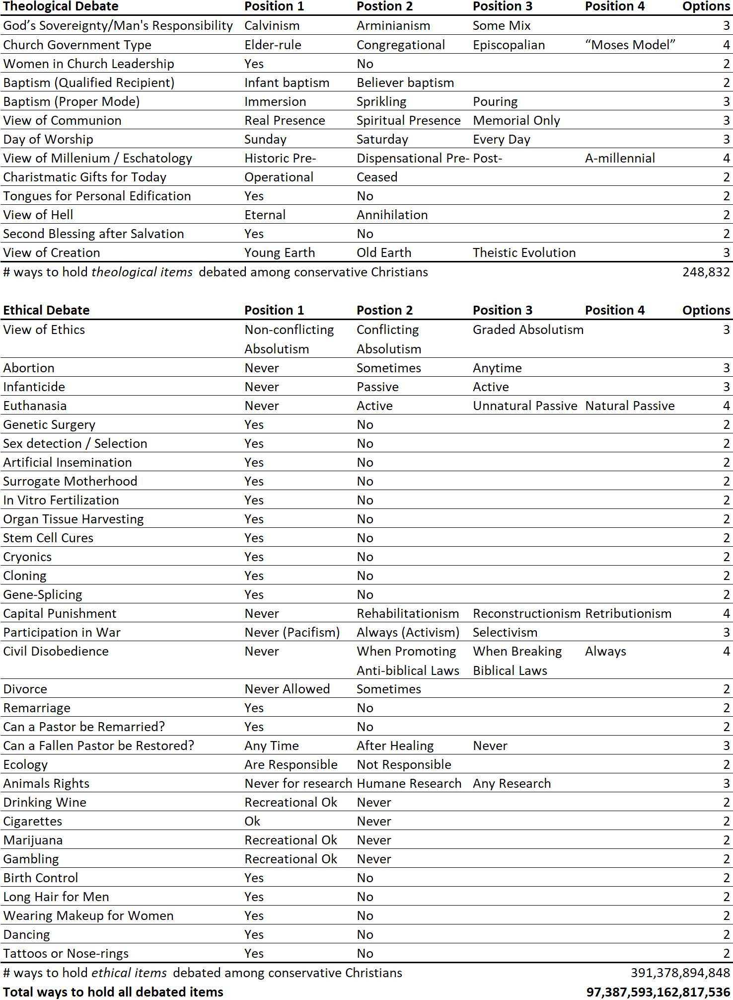 Theological Debate Position 1 Postion 2 Position 3 Position 4 Options
God’s Sovereignty/Man's Responsibility Calvinism Arminianism Some Mix 3
Church Government Type Elder-rule Congregational Episcopalian “Moses Model” 4
Women in Church Leadership Yes No 2
Baptism (Qualified Recipient) Infant baptism Believer baptism 2
Baptism (Proper Mode) Immersion Sprikling Pouring 3
View of Communion Real Presence Spiritual Presence Memorial Only 3
Day of Worship Sunday Saturday Every Day 3
View of Millenium / Eschatology Historic Pre- Dispensational Pre- Post- A-millennial 4
Charistmatic Gifts for Today Operational Ceased 2
Tongues for Personal Edification Yes No 2
View of Hell Eternal Annihilation 2
Second Blessing after Salvation Yes No 2
View of Creation Young Earth Old Earth Theistic Evolution 3
# ways to hold theological items debated among conservative Christians 248,832
Ethical Debate Position 1 Postion 2 Position 3 Position 4 Options
View of Ethics Non-conflicting Conflicting Graded Absolutism 3
Absolutism Absolutism
Abortion Never Sometimes Anytime 3
Infanticide Never Passive Active 3
Euthanasia Never Active Unnatural Passive Natural Passive 4
Genetic Surgery Yes No 2
Sex detection / Selection Yes No 2
Artificial Insemination Yes No 2
Surrogate Motherhood Yes No 2
In Vitro Fertilization Yes No 2
Organ Tissue Harvesting Yes No 2
Stem Cell Cures Yes No 2
Cryonics Yes No 2
Cloning Yes No 2
Gene-Splicing Yes No 2
Capital Punishment Never Rehabilitationism Reconstructionism Retributionism 4
Participation in War Never (Pacifism) Always (Activism) Selectivism 3
Civil Disobedience Never When Promoting When Breaking Always 4
Anti-biblical Laws Biblical Laws
Divorce Never Allowed Sometimes 2
Remarriage Yes No 2
Can a Pastor be Remarried? Yes No 2
Can a Fallen Pastor be Restored? Any Time After Healing Never 3
Ecology Are Responsible Not Responsible 2
Animals Rights Never for research Humane Research Any Research 3
Drinking Wine Recreational Ok Never 2
Cigarettes Ok Never 2
Marijuana Recreational Ok Never 2
Gambling Recreational Ok Never 2
Birth Control Yes No 2
Long Hair for Men Yes No 2
Wearing Makeup for Women Yes No 2
Dancing Yes No 2
Tattoos or Nose-rings Yes No 2
# ways to hold ethical items debated among conservative Christians 391,378,894,848
Total ways to hold all debated items 97,387,593,162,817,536